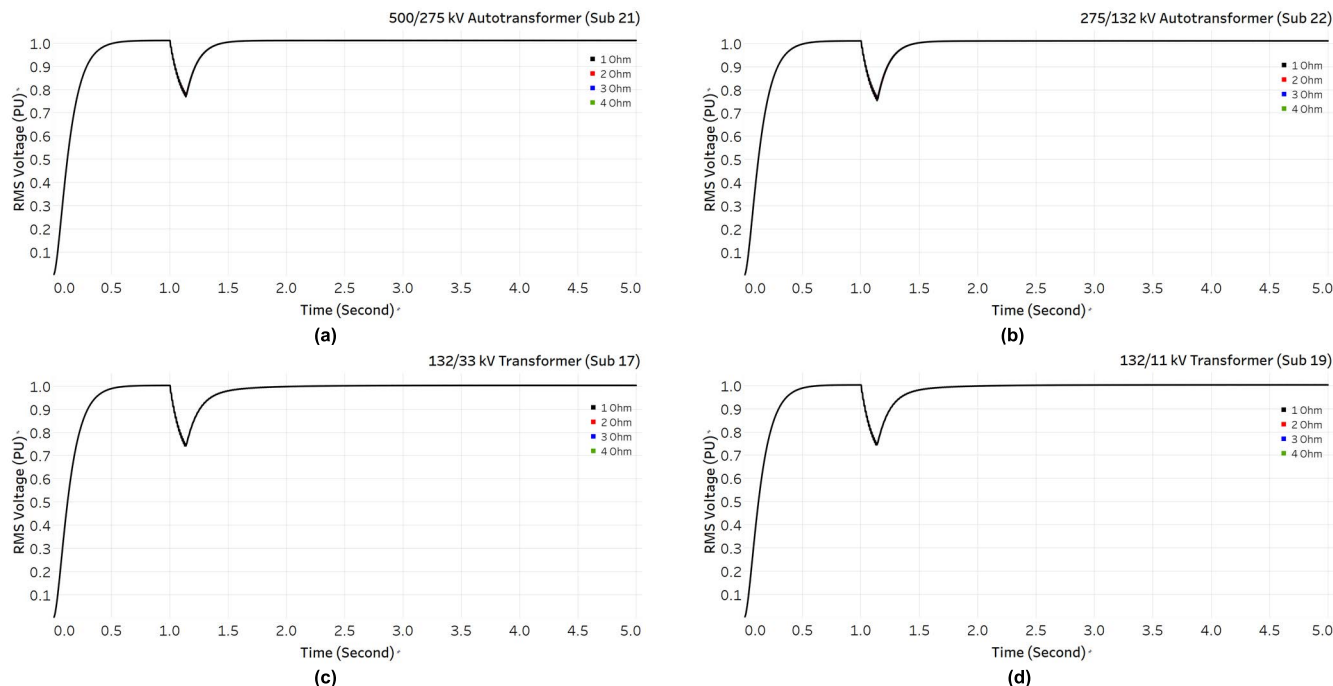 500/275 kV Autotransformer (Sub 21)
1.0
0.9
0.8
0.7
0.6
0.5
0.4
0.3
0.2
0.1
RMS Voltage (PU)
1 Ohm
2 Ohm
3 Ohm
4 Ohm
0.0 0.5 1.0 1.5 2.0 2.5 3.0 3.5 4.0 4.5 5.0
Time (Second)
(a)
275/132 kV Autotransformer (Sub 22)
1.0
0.9
0.8
0.7
0.6
0.5
0.4
0.3
0.2
0.1
RMS Voltage (PU)
1 Ohm
2 Ohm
3 Ohm
4 Ohm
0.0 0.5 1.0 1.5 2.0 2.5 3.0 3.5 4.0 4.5 5.0
Time (Second)
(b)
132/33 kV Transformer (Sub 17)
1.0
0.9
0.8
0.7
0.6
0.5
0.4
0.3
0.2
0.1
RMS Voltage (PU)
1 Ohm
2 Ohm
3 Ohm
4 Ohm
0.0 0.5 1.0 1.5 2.0 2.5 3.0 3.5 4.0 4.5 5.0
Time (Second)
(c)
132/11 kV Transformer (Sub 19)
1.0
0.9
0.8
0.7
0.6
0.5
0.4
0.3
0.2
0.1
RMS Voltage (PU)
1 Ohm
2 Ohm
3 Ohm
4 Ohm
0.0 0.5 1.0 1.5 2.0 2.5 3.0 3.5 4.0 4.5 5.0
Time (Second)
(d)